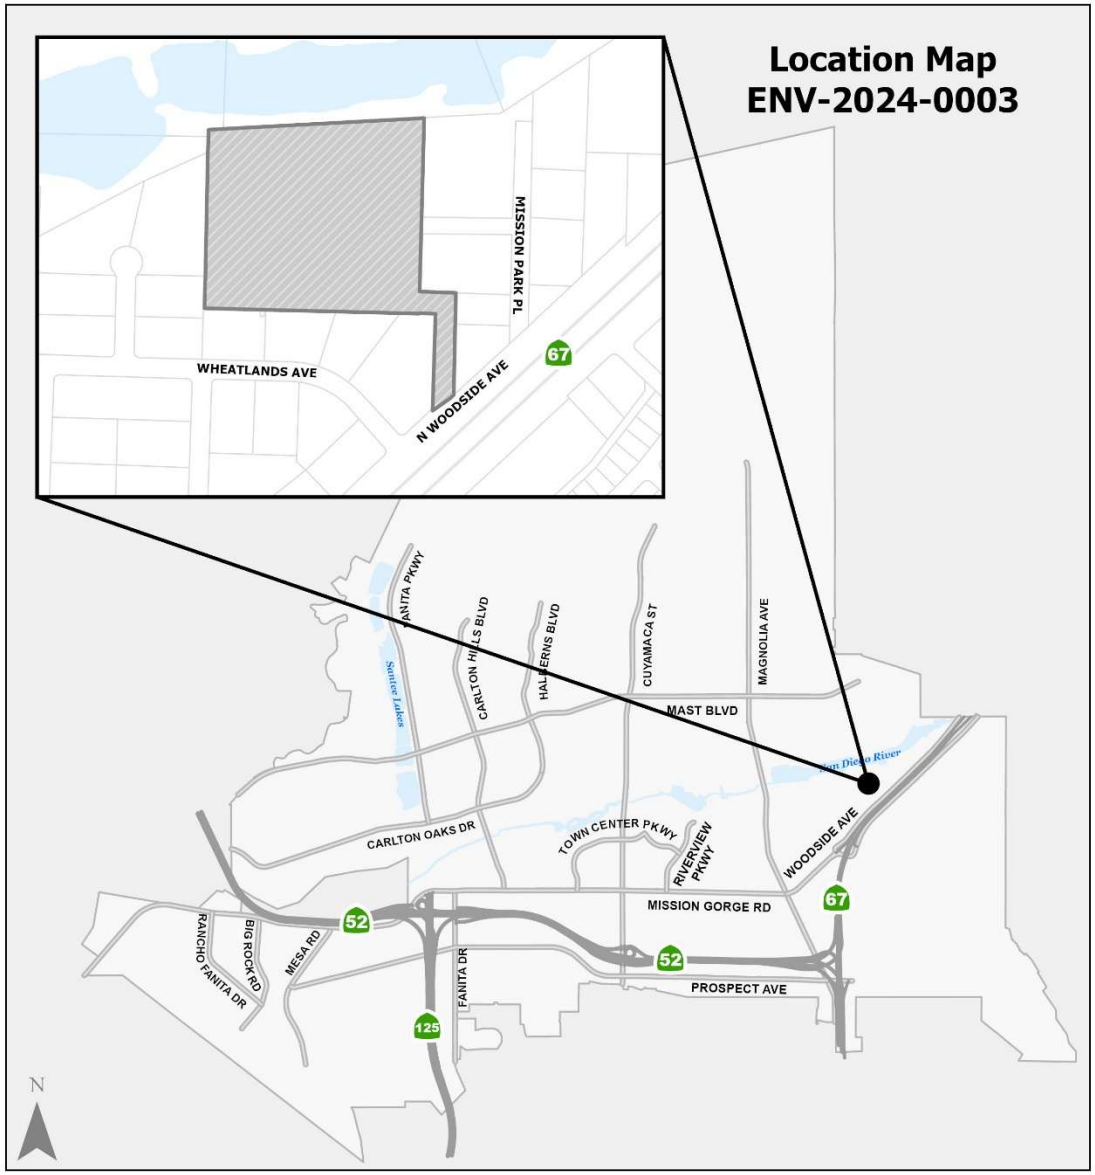 Location Map
ENV-2024-0003
MISSION PARK PL
67
WHEATLANDS AVE
N WOODSIDE AVE
FANITA PKWY
CARLTON HILLS BLVD
HALBERNS BLVD
CUYAMACA ST
MAGNOLIA AVE
Santee Lakes
MAST BLVD
San Diego River
CARLTON OAKS DR
TOWN CENTER PKWY
RIVERVIEW
PKWY
WOODSIDE AVE
MISSION GORGE RD
67
52
RANCHO FANITA DR
BIG ROCK RD
MESA RD
FANITA DR
52
PROSPECT AVE
125
N